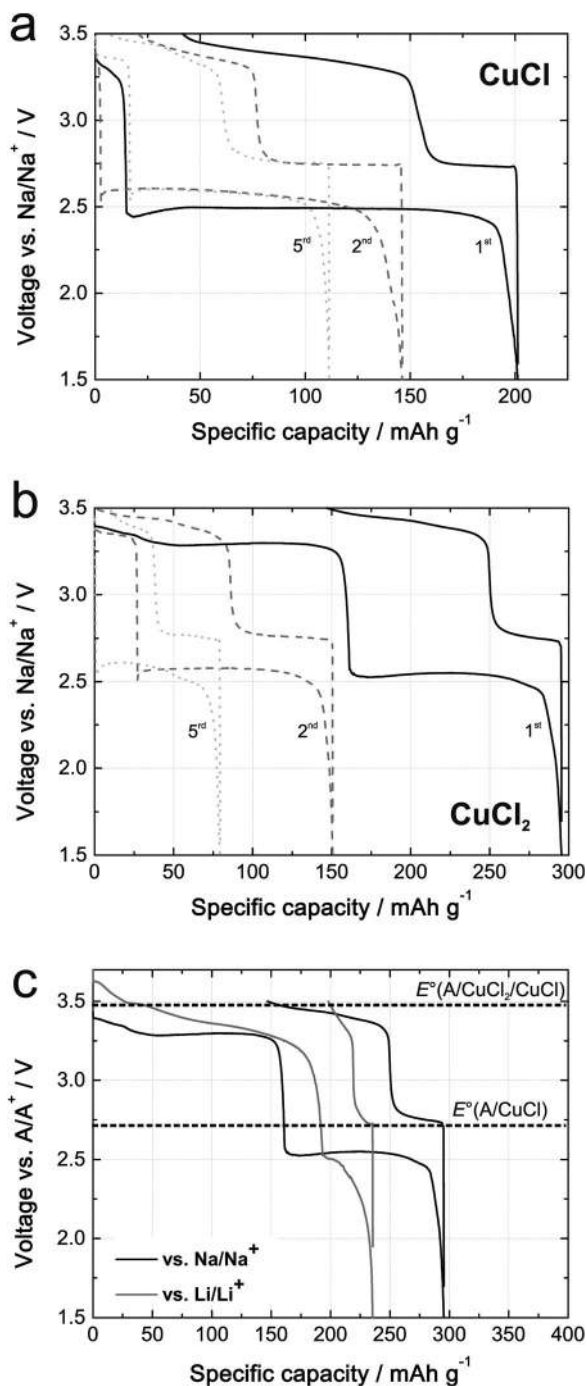 a
CuCl
3.5
3.0
2.5
2.0
1.5
Voltage vs. Na/Na⁺ / V
5ʳᵈ
2ⁿᵈ
1ˢᵗ
0 50 100 150 200
Specific capacity / mAh g⁻¹
b
3.5
3.0
2.5
2.0
1.5
Voltage vs. Na/Na⁺ / V
5ʳᵈ
2ⁿᵈ
1ˢᵗ
CuCl₂
0 50 100 150 200 250 300
Specific capacity / mAh g⁻¹
c
E°(A/CuCl₂/CuCl)
3.5
3.0
2.5
2.0
1.5
Voltage vs. A/A⁺ / V
E°(A/CuCl)
vs. Na/Na⁺
vs. Li/Li⁺
0 50 100 150 200 250 300 350 400
Specific capacity / mAh g⁻¹